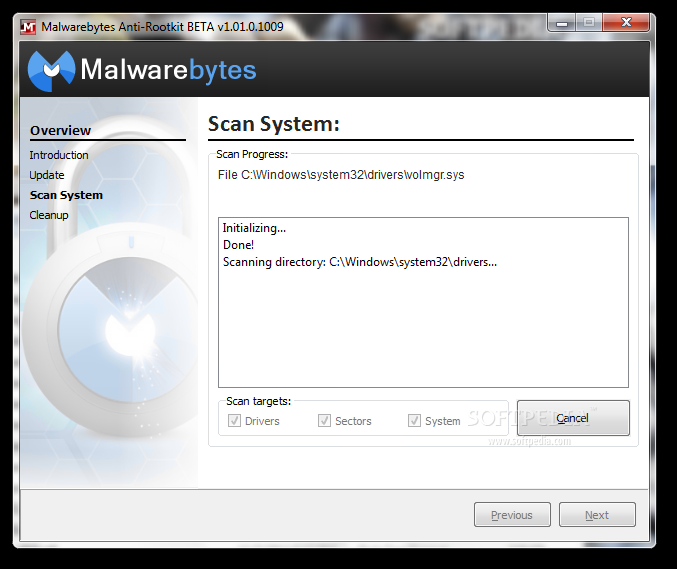 Malwarebytes Anti-Rootkit BETA v1.01.0.1009
Malwarebytes
Overview
Introduction
Update
Scan System
Cleanup
Scan System:
Scan Progress:
File C:\Windows\system32\drivers\volmgr.sys
Initializing...
Done!
Scanning directory: C:\Windows\system32\drivers...
Scan targets:
Drivers
Sectors
System
Cancel
SOFTPEDIA
www.softpedia.com
Previous
Next